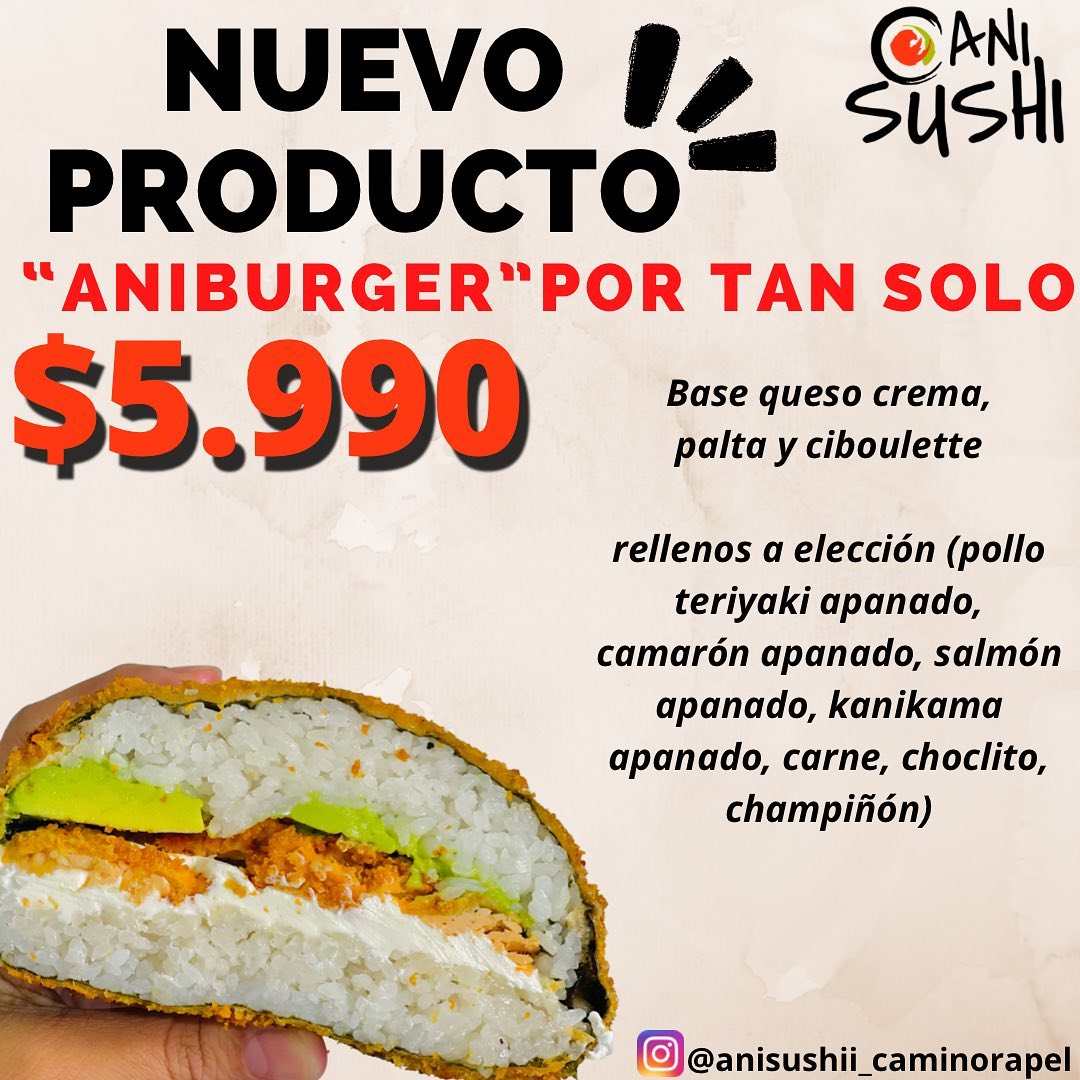 NUEVO
PRODUCTO
ANI
SUSHI
“ANIBURGER”POR TAN SOLO
$5.990
Base queso crema,
palta y ciboulette
rellenos a elección (pollo
teriyaki apanado,
camarón apanado, salmón
apanado, kanikama
apanado, carne, choclito,
champiñón)
@anisushii_caminorapel